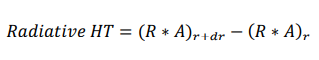 Radiative HT = (R * A)_{r+dr} − (R * A)_r